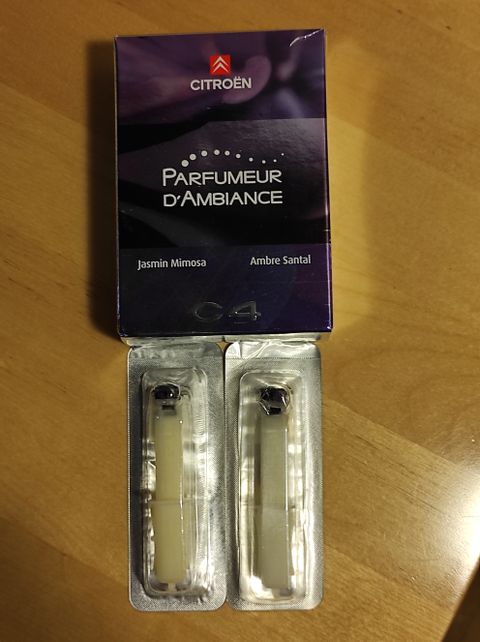 CITROËN
PARFUMEUR
D'AMBIANCE
Jasmin Mimosa
Ambre Santal
C4